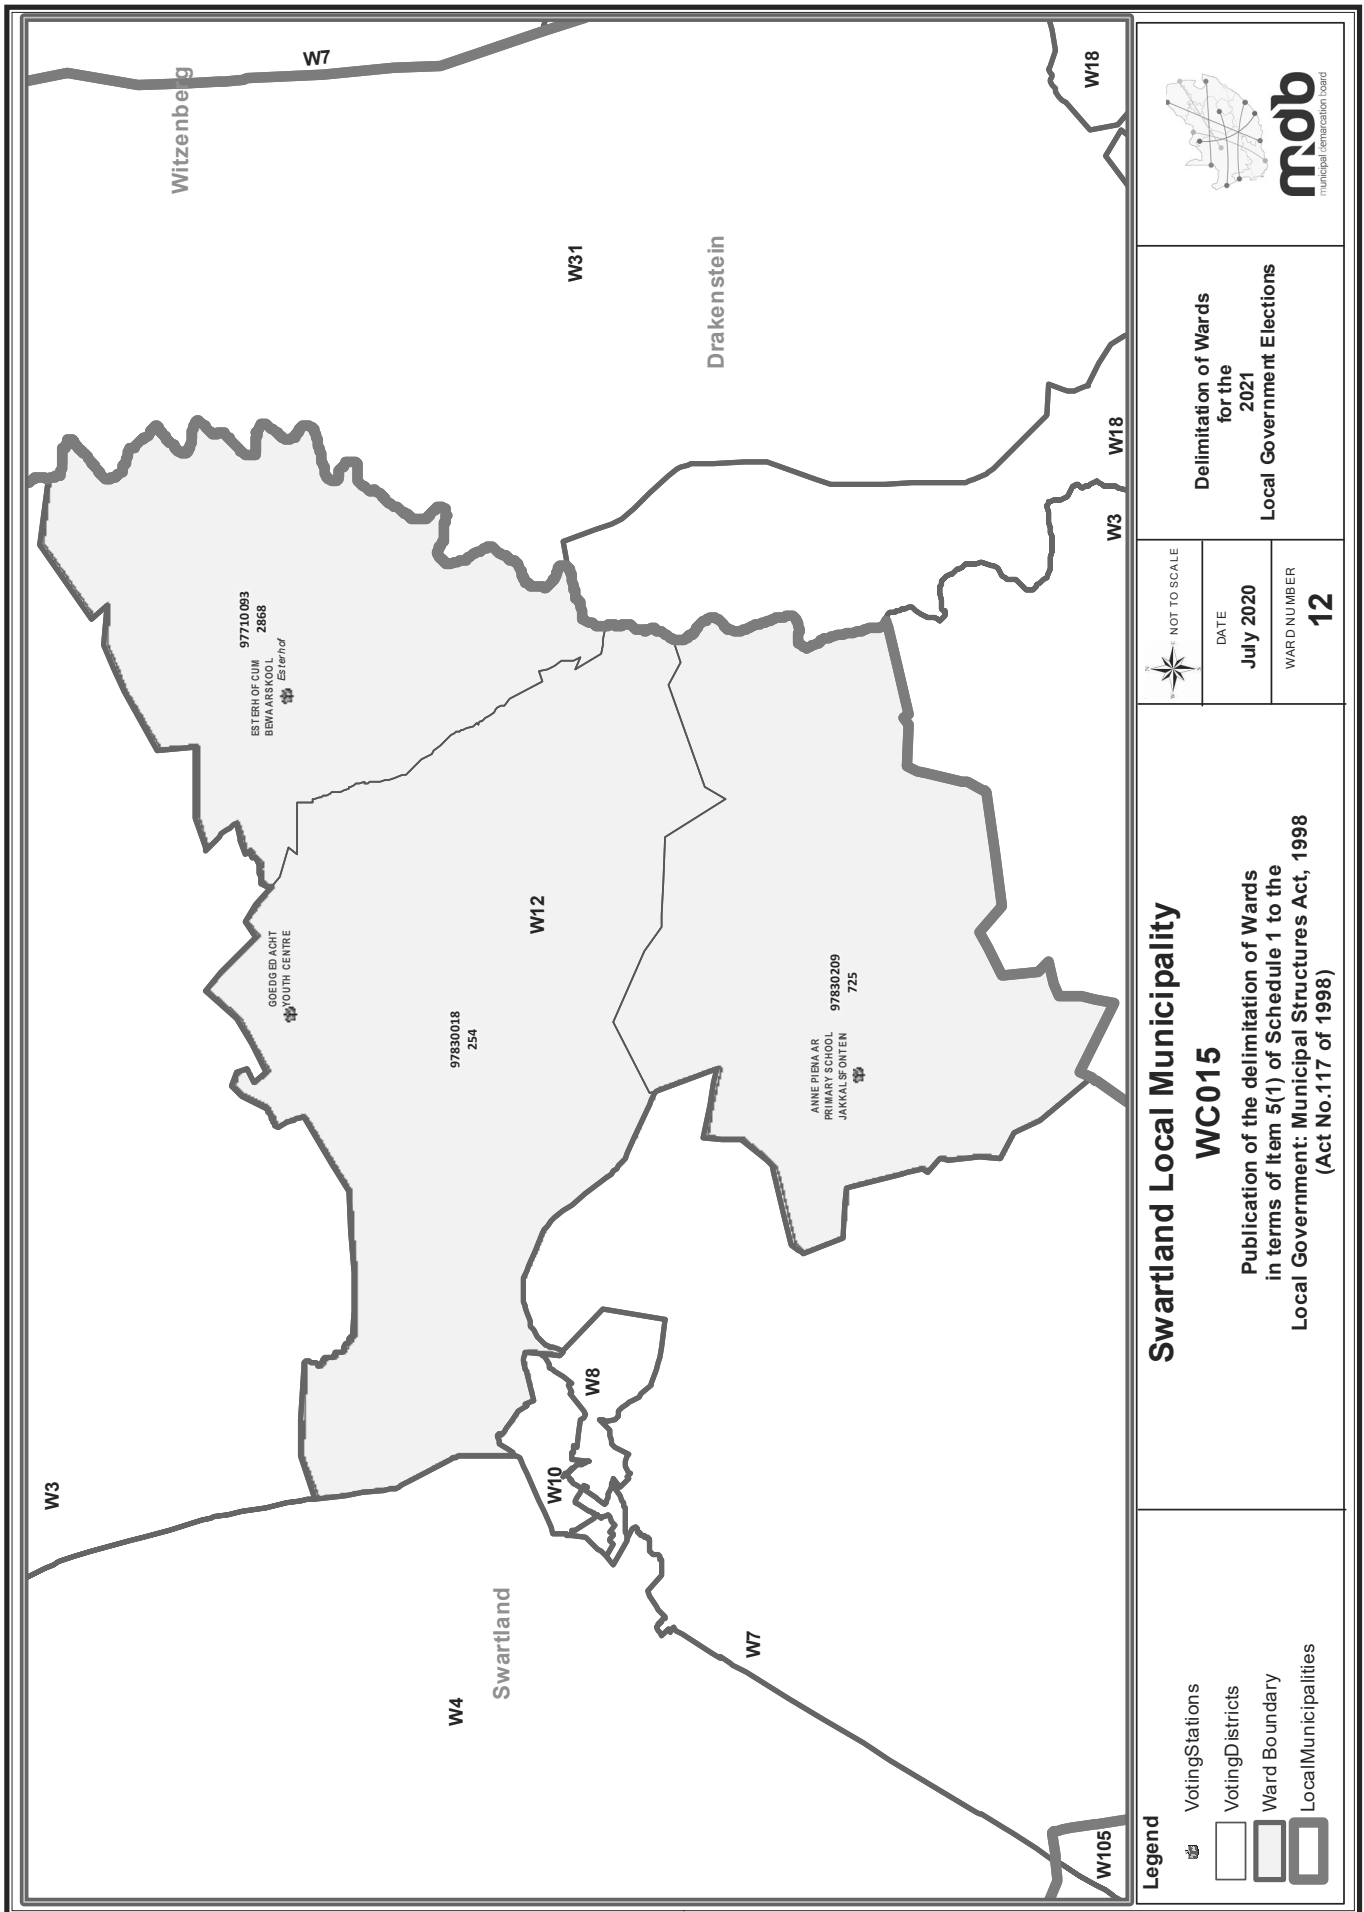 Witzenberg
W7
W18
W31
Drakenstein
W18
W3
97710093
2868
ESTERHOF CUM
BEWAARSKOOL
Esterhof
GOEDGEDACHT
YOUTH CENTRE
W12
97830018
254
97830209
725
ANNE PIENAAR
PRIMARY SCHOOL
JAKKALSFONTEIN
W8
W10
W3
Swartland
W4
W7
W105
Legend
VotingStations
VotingDistricts
Ward Boundary
LocalMunicipalities
Swartland Local Municipality
WC015
Publication of the delimitation of Wards
in terms of Item 5(1) of Schedule 1 to the
Local Government: Municipal Structures Act, 1998
(Act No.117 of 1998)
N
E
S
W
NOT TO SCALE
DATE
July 2020
WARD NUMBER
12
Delimitation of Wards
for the
2021
Local Government Elections
mdb
municipal demarcation board